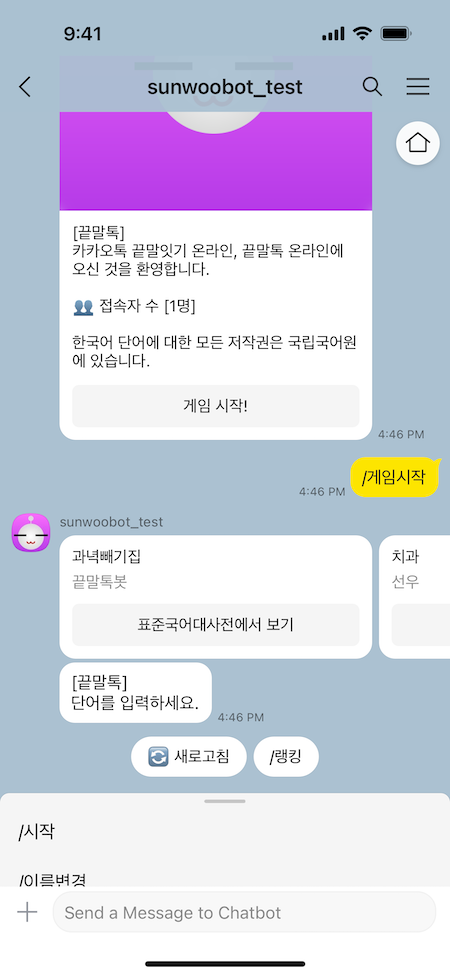 9:41
sunwoobot_test
[끝말톡]
카카오톡 끝말잇기 온라인, 끝말톡 온라인에
오신 것을 환영합니다.
접속자 수 [1명]
한국어 단어에 대한 모든 저작권은 국립국어원
에 있습니다.
게임 시작!
4:46 PM
/게임시작
4:46 PM
sunwoobot_test
과녁빼기집
끝말톡봇
표준국어대사전에서 보기
치과
선우
[끝말톡]
단어를 입력하세요.
4:46 PM
새로고침
/랭킹
/시작
/이름변경
Send a Message to Chatbot